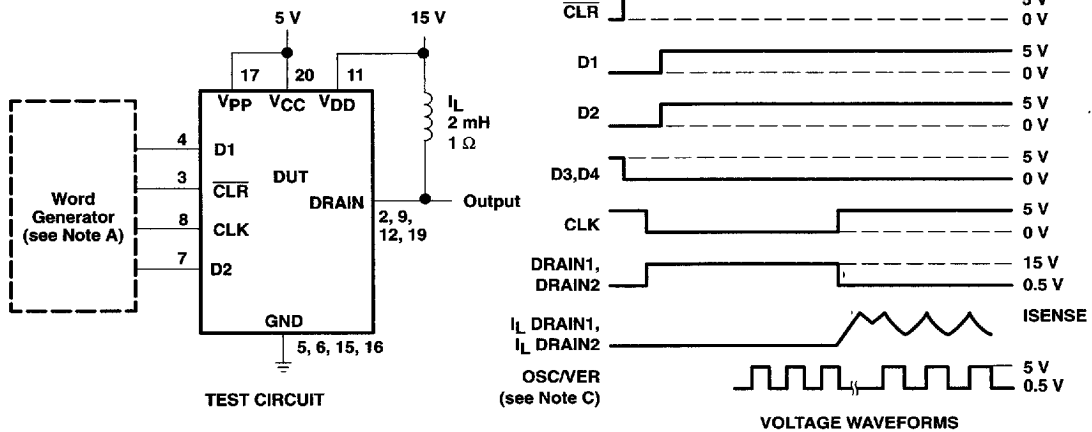 5 V
15 V
17
20
11
VPP
VCC
VDD
IL
2 mH
1 Ω
Word
Generator
(see Note A)
4
D1
3
CLR
8
CLK
7
D2
DUT
DRAIN
2, 9,
12, 19
Output
GND
5, 6, 15, 16
TEST CIRCUIT
CLR
5 V
0 V
D1
5 V
0 V
D2
5 V
0 V
D3,D4
5 V
0 V
CLK
5 V
0 V
DRAIN1,
DRAIN2
15 V
0.5 V
IL DRAIN1,
IL DRAIN2
ISENSE
OSC/VER
(see Note C)
5 V
0.5 V
VOLTAGE WAVEFORMS